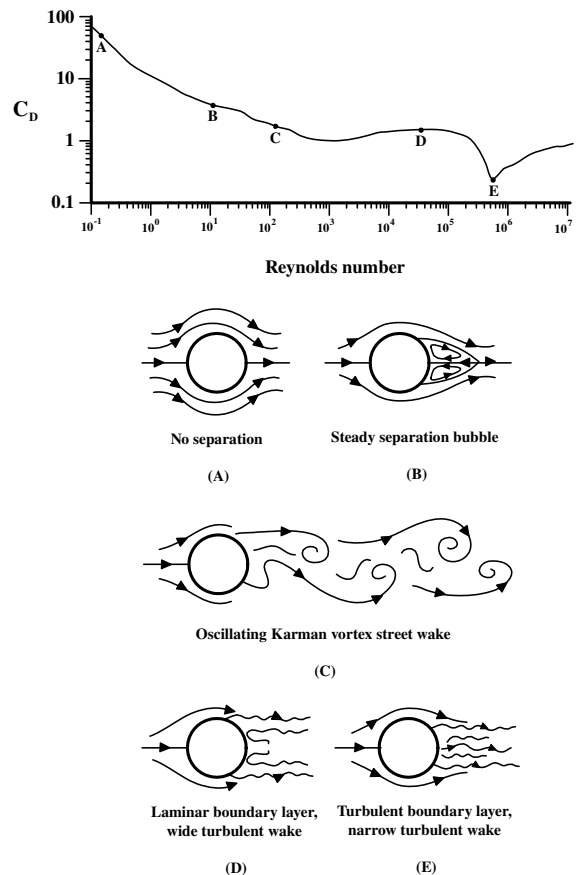 100
10
1
0.1
C_D
A
B
C
D
E
10^-1 10^0 10^1 10^2 10^3 10^4 10^5 10^6 10^7
Reynolds number
No separation
(A)
Steady separation bubble
(B)
Oscillating Karman vortex street wake
(C)
Laminar boundary layer,
wide turbulent wake
(D)
Turbulent boundary layer,
narrow turbulent wake
(E)